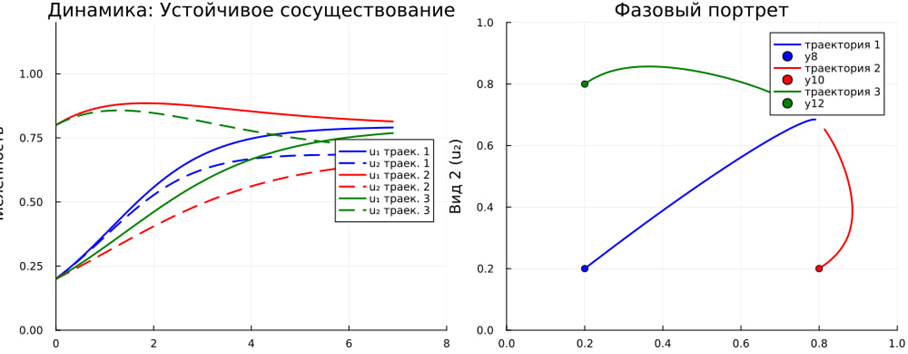 Динамика: Устойчивое сосуществование
1.00
0.75
0.50
0.25
0.00
0
2
4
6
8
u₁ траек. 1
u₂ траек. 1
u₁ траек. 2
u₂ траек. 2
u₁ траек. 3
u₂ траек. 3
Фазовый портрет
Вид 2 (u₂)
1.0
0.8
0.6
0.4
0.2
0.0
0.0
0.2
0.4
0.6
0.8
1.0
траектория 1
y8
траектория 2
y10
траектория 3
y12